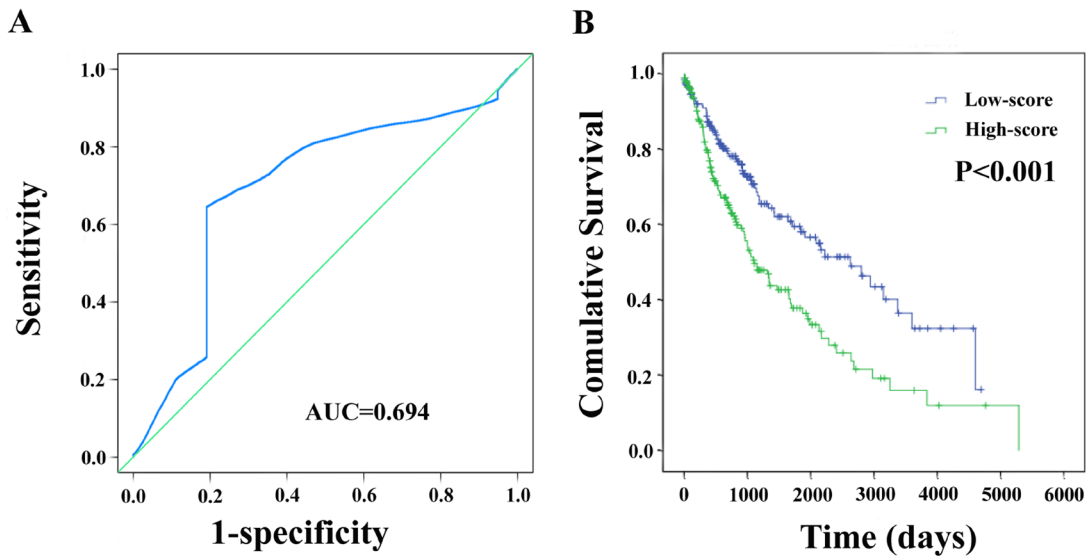 A
Sensitivity
1.0
0.8
0.6
0.4
0.2
0.0
AUC=0.694
0.0 0.2 0.4 0.6 0.8 1.0
1-specificity
B
Comulative Survival
1.0
0.8
0.6
0.4
0.2
0.0
Low-score
High-score
P<0.001
0 1000 2000 3000 4000 5000 6000
Time (days)